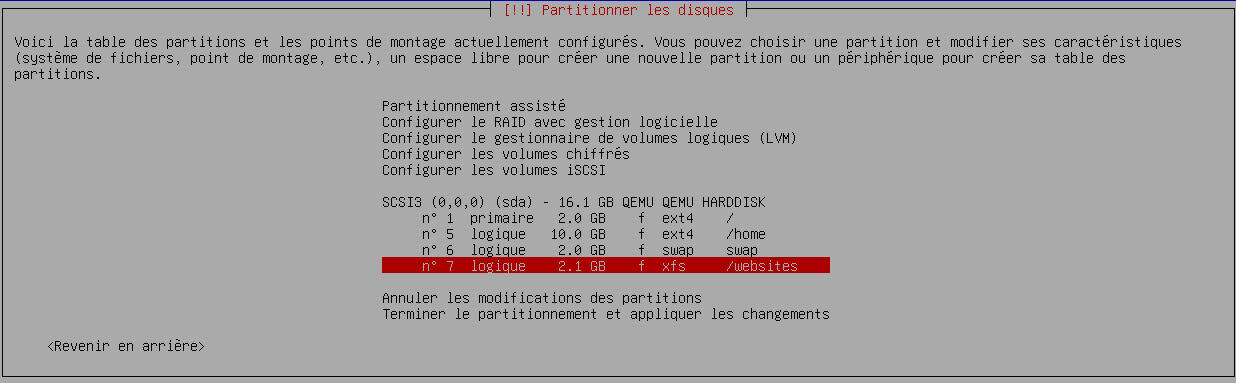 [!!] Partitionner les disques
Voici la table des partitions et les points de montage actuellement configurés. Vous pouvez choisir une partition et modifier ses caractéristiques
(système de fichiers, point de montage, etc.), un espace libre pour créer une nouvelle partition ou un périphérique pour créer sa table des
partitions.
Partitionnement assisté
Configurer le RAID avec gestion logicielle
Configurer le gestionnaire de volumes logiques (LVM)
Configurer les volumes chiffrés
Configurer les volumes iSCSI
SCSI3 (0,0,0) (sda) - 16.1 GB QEMU QEMU HARDDISK
n° 1 primaire 2.0 GB f ext4 /
n° 5 logique 10.0 GB f ext4 /home
n° 6 logique 2.0 GB f swap swap
n° 7 logique 2.1 GB f xfs /websites
Annuler les modifications des partitions
Terminer le partitionnement et appliquer les changements
<Revenir en arrière>